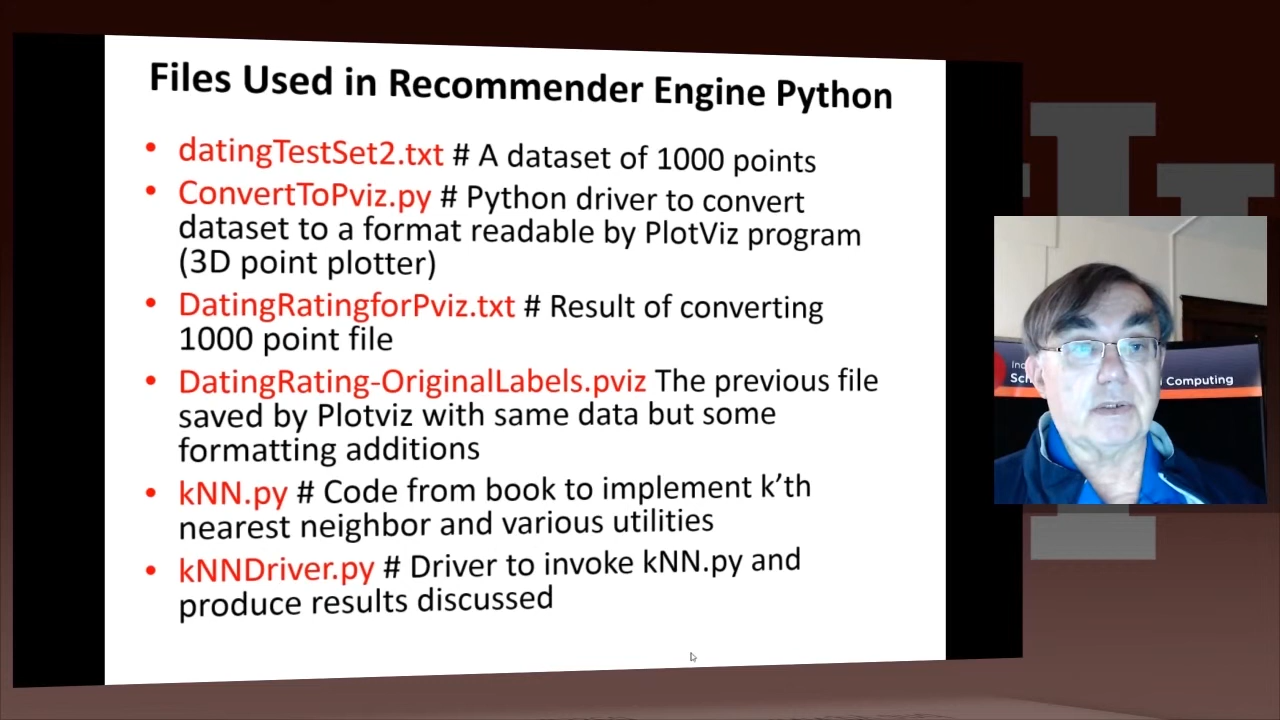 Files Used in Recommender Engine Python
• datingTestSet2.txt # A dataset of 1000 points
• ConvertToPviz.py # Python driver to convert
dataset to a format readable by PlotViz program
(3D point plotter)
• DatingRatingforPviz.txt # Result of converting
1000 point file
• DatingRating-OriginalLabels.pviz The previous file
saved by Plotviz with same data but some
formatting additions
• kNN.py # Code from book to implement k’th
nearest neighbor and various utilities
• kNNDriver.py # Driver to invoke kNN.py and
produce results discussed
Computing